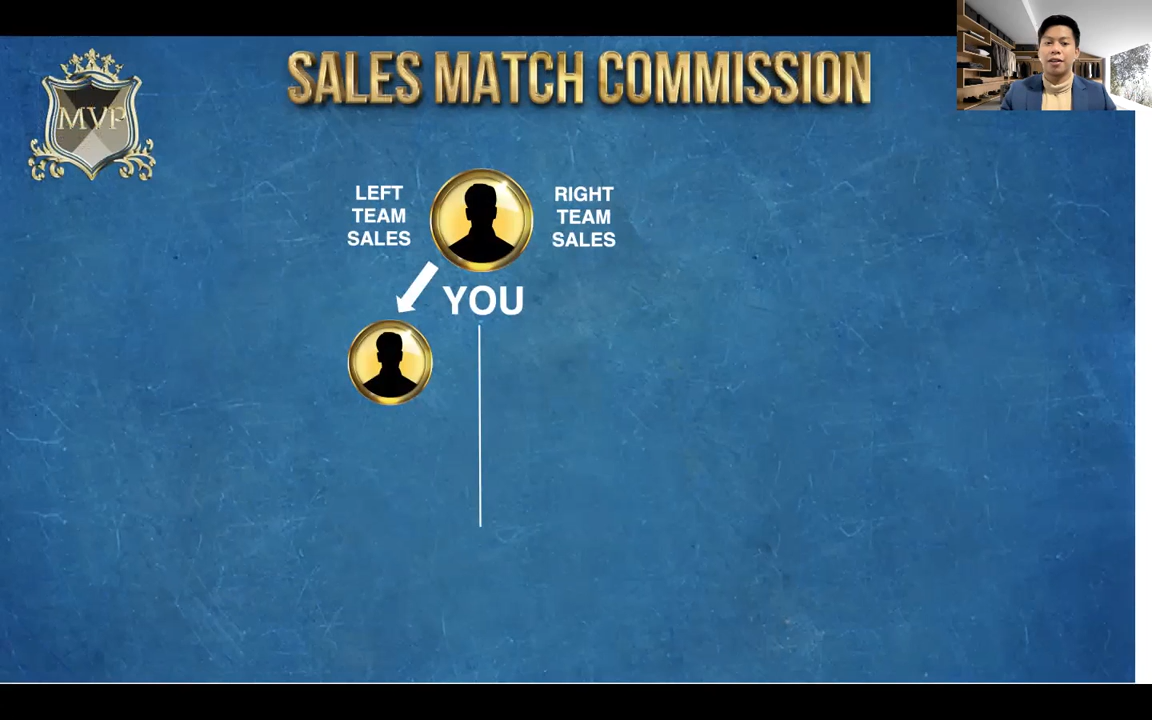 SALES MATCH COMMISSION
MVP
LEFT
TEAM
SALES
RIGHT
TEAM
SALES
YOU